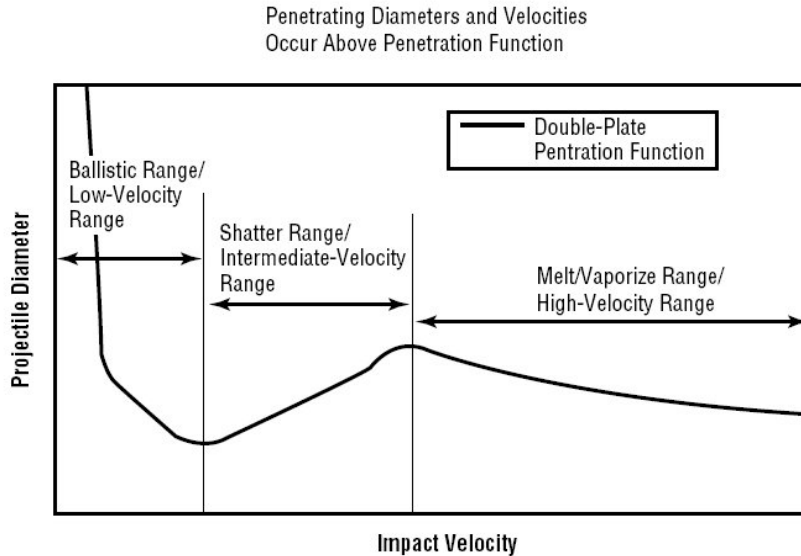 Penetrating Diameters and Velocities
Occur Above Penetration Function
Double-Plate
Pentration Function
Ballistic Range/
Low-Velocity
Range
Shatter Range/
Intermediate-Velocity
Range
Melt/Vaporize Range/
High-Velocity Range
Projectile Diameter
Impact Velocity